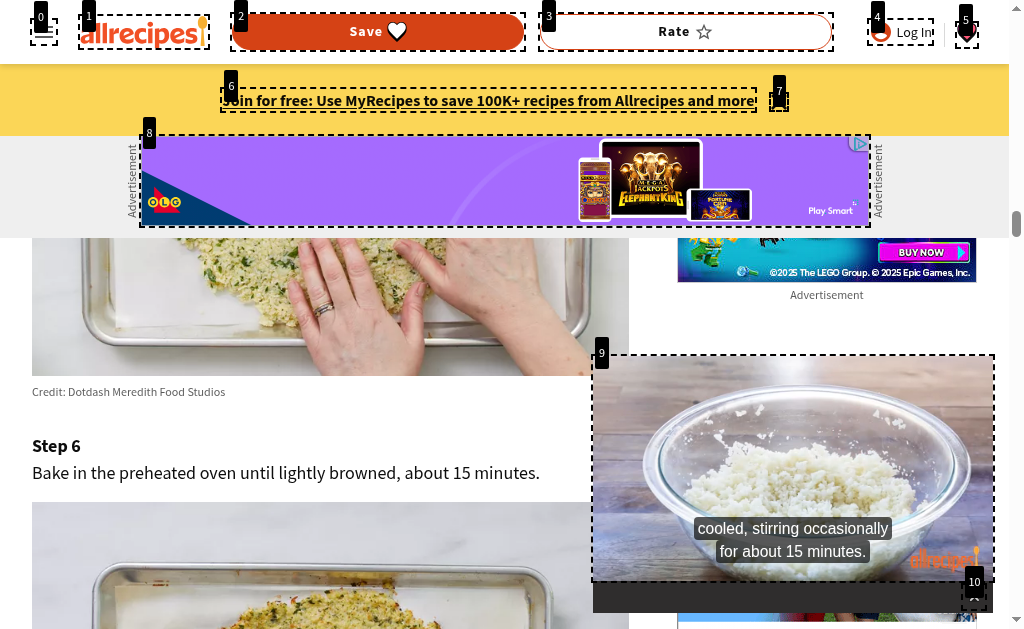 0
1
2
3
4
5
allrecipes
Save
Rate
Log In
6
7
Join for free: Use MyRecipes to save 100K+ recipes from Allrecipes and more
8
Advertisement
OLG
MEGA
JACKPOTS
ELEPHANT KING
FORTUNE
COIN
Play Smart
Advertisement
BUY NOW
©2025 The LEGO Group. © 2025 Epic Games, Inc.
Advertisement
9
Credit: Dotdash Meredith Food Studios
Step 6
Bake in the preheated oven until lightly browned, about 15 minutes.
cooled, stirring occasionally
for about 15 minutes.
allrecipes
10